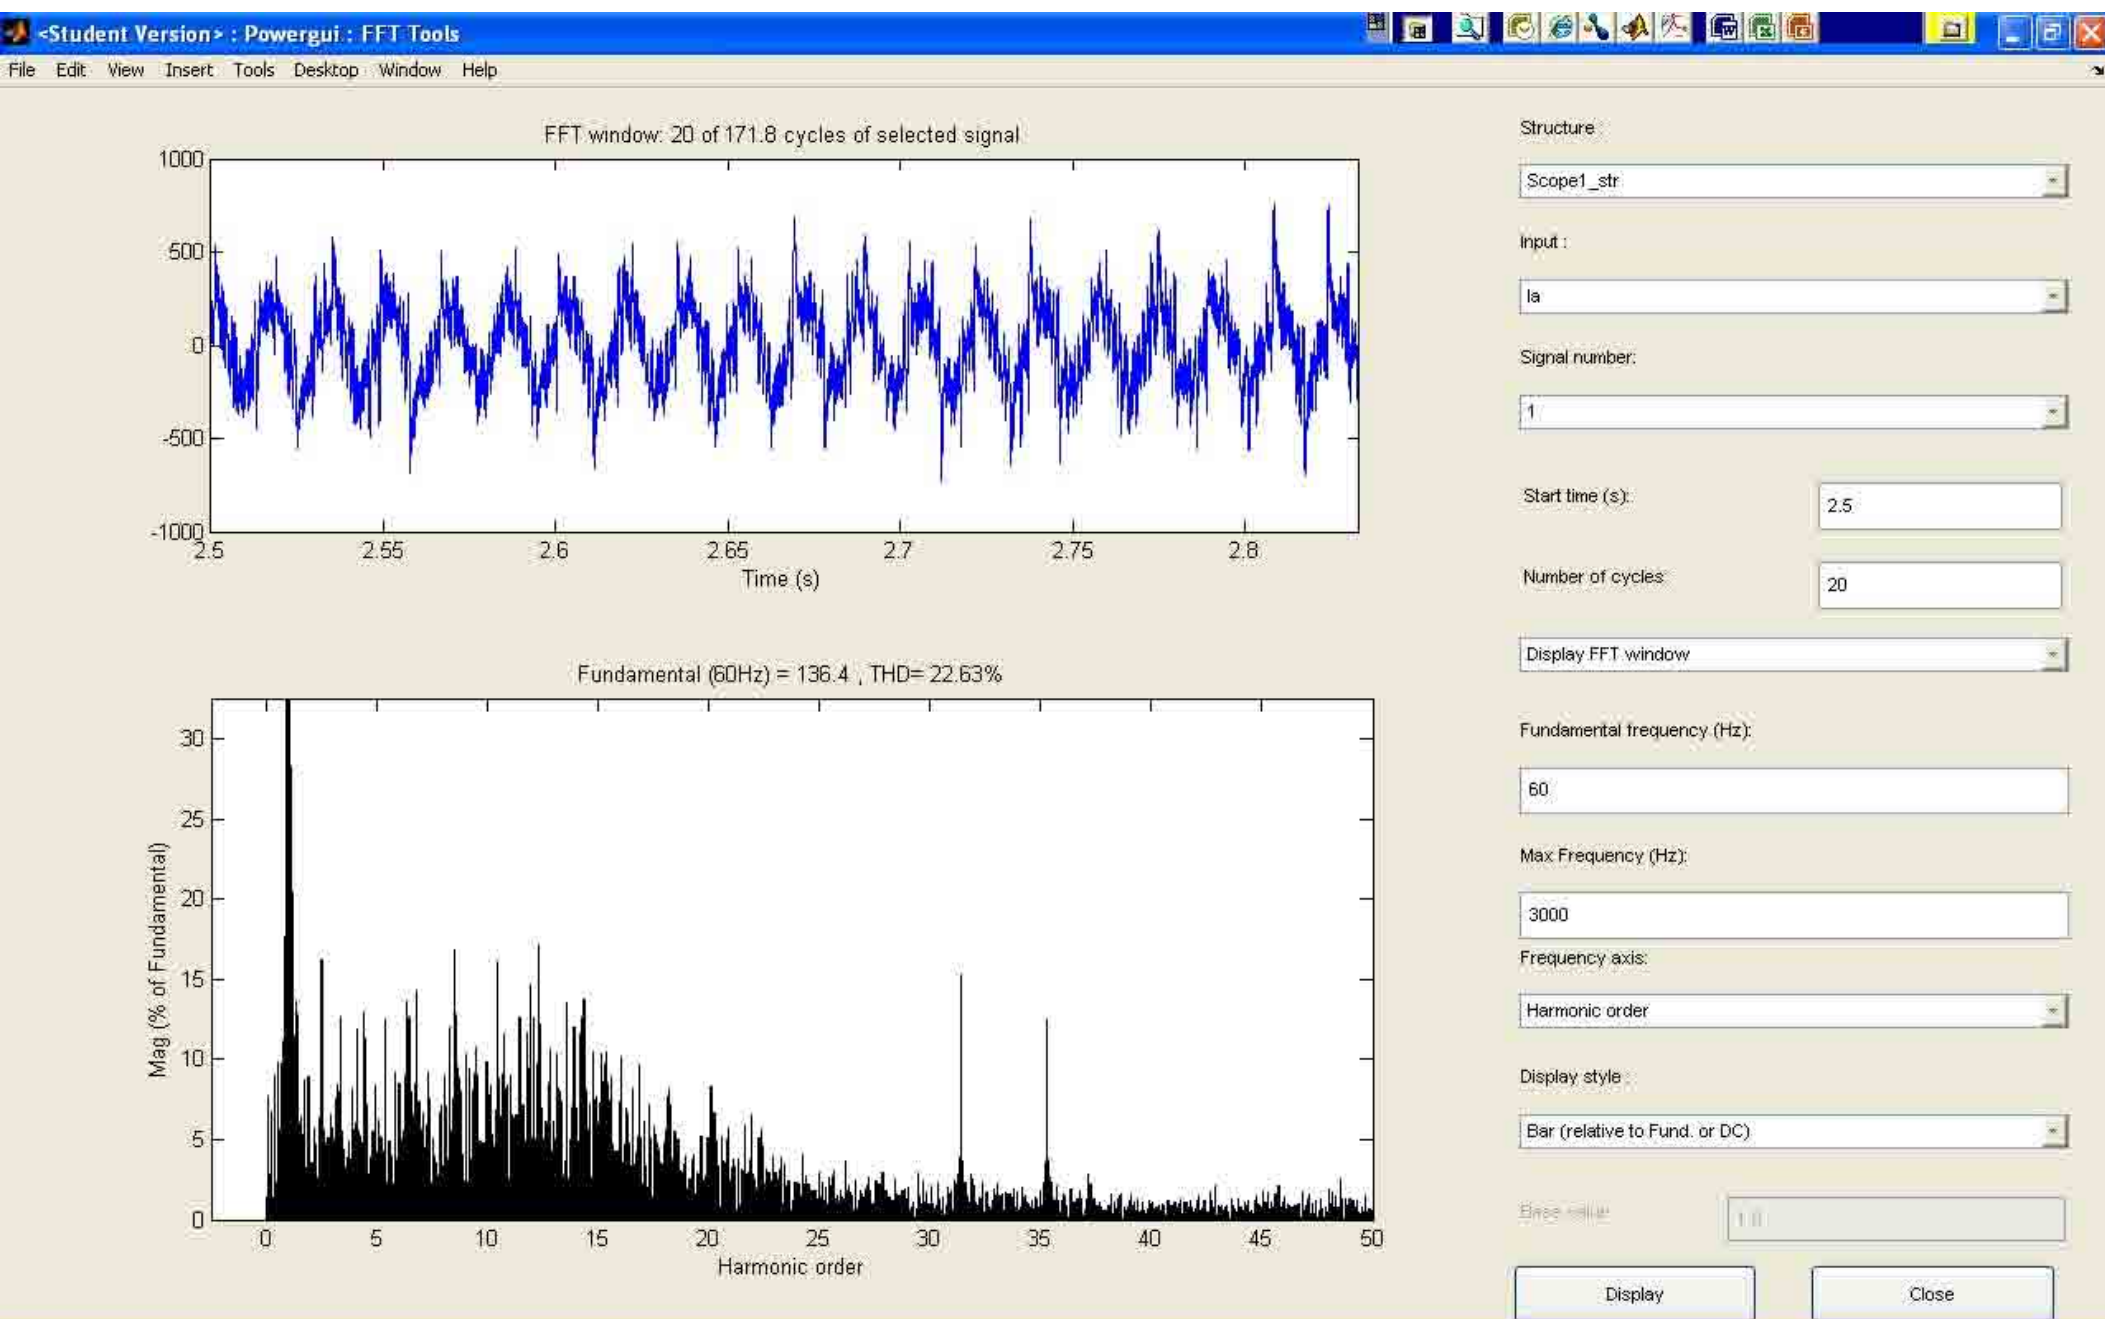 <Student Version> : Powergui : FFT Tools
File Edit View Insert Tools Desktop Window Help
FFT window: 20 of 171.8 cycles of selected signal
1000
500
0
-500
-1000
2.5 2.55 2.6 2.65 2.7 2.75 2.8
Time (s)
Fundamental (60Hz) = 136.4 , THD= 22.63%
Mag (% of Fundamental)
30
25
20
15
10
5
0
0 5 10 15 20 25 30 35 40 45 50
Harmonic order
Structure :
Scope1_str
Input :
Ia
Signal number:
1
Start time (s): 2.5
Number of cycles: 20
Display FFT window
Fundamental frequency (Hz):
60
Max Frequency (Hz):
3000
Frequency axis:
Harmonic order
Display style :
Bar (relative to Fund. or DC)
Base value 1.0
Display Close